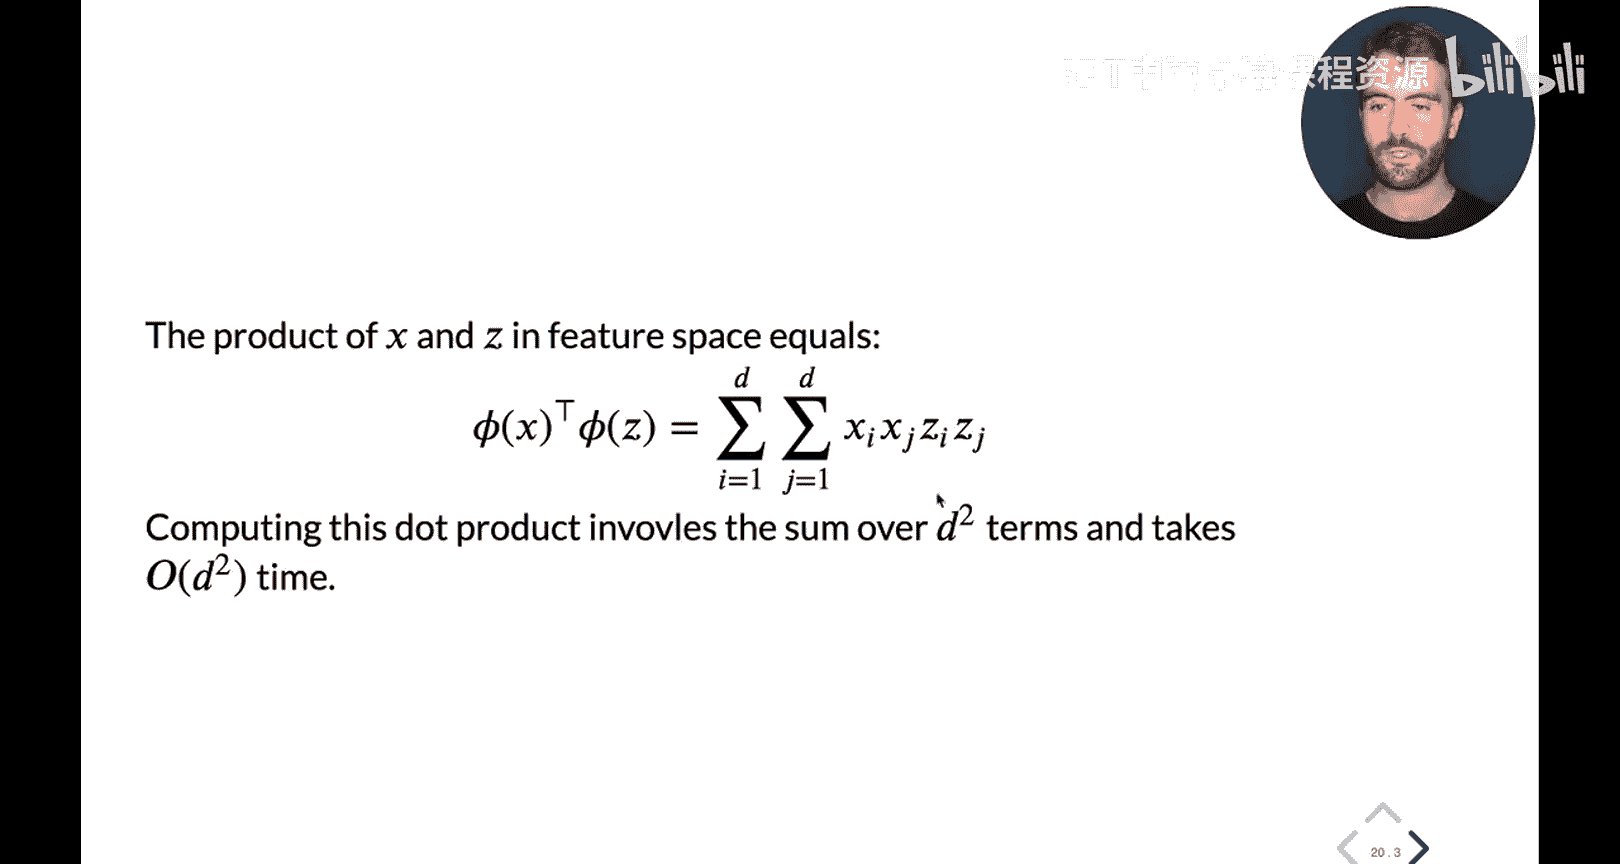 程资源 bilibili
The product of x and z in feature space equals:
ϕ(x)⊤ϕ(z) = ∑_{i=1}^{d} ∑_{j=1}^{d} x_i x_j z_i z_j
Computing this dot product invovles the sum over d² terms and takes
O(d²) time.
20.3